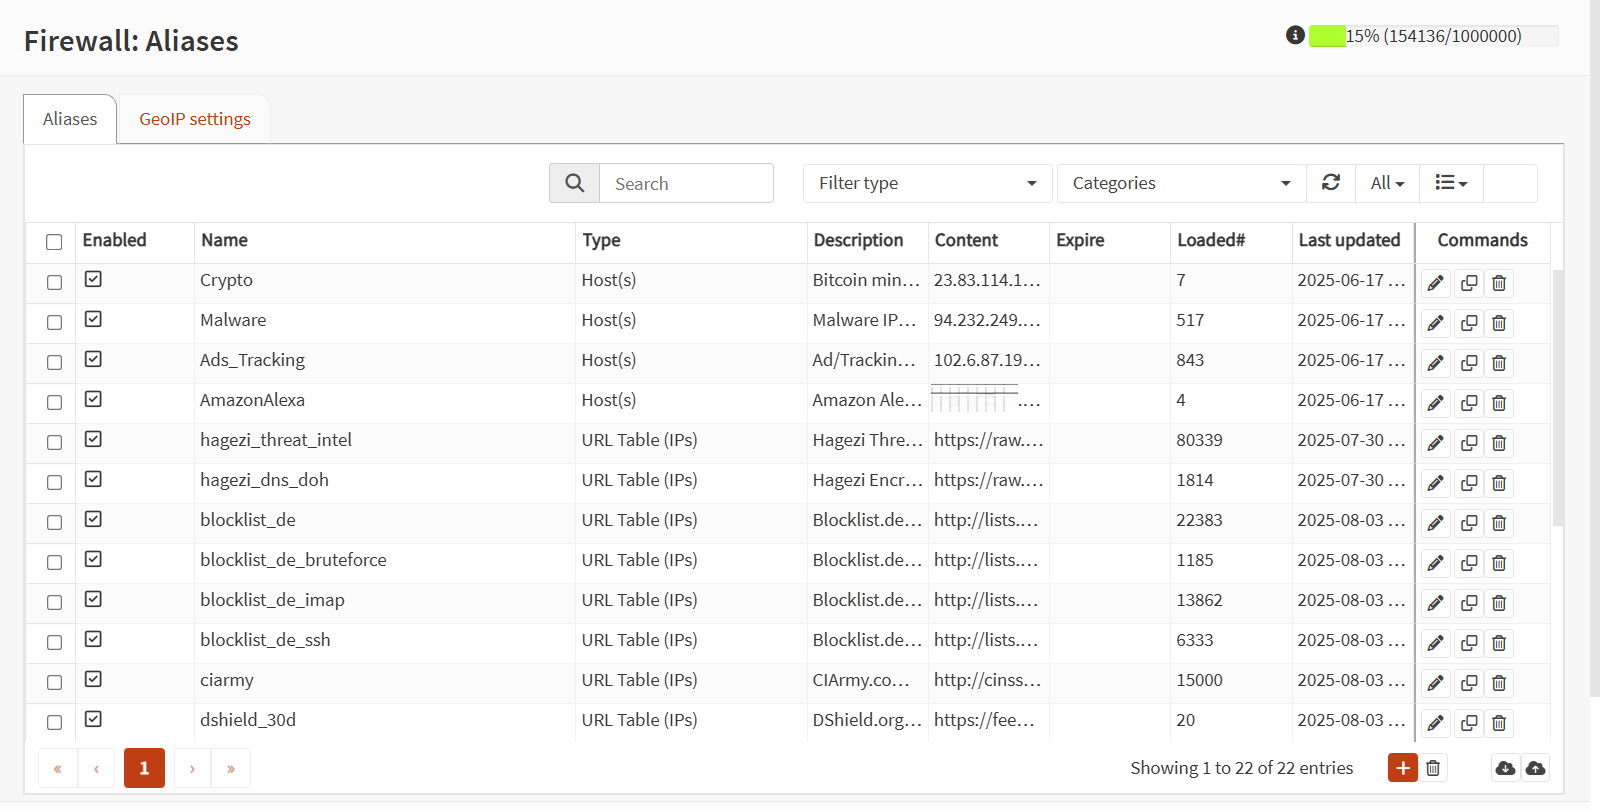 Firewall: Aliases
15% (154136/1000000)
Aliases GeoIP settings
Search Filter type Categories All
Enabled Name Type Description Content Expire Loaded# Last updated Commands
Crypto Host(s) Bitcoin min... 23.83.114.1... 7 2025-06-17 ...
Malware Host(s) Malware IP... 94.232.249.... 517 2025-06-17 ...
Ads_Tracking Host(s) Ad/Trackin... 102.6.87.19... 843 2025-06-17 ...
AmazonAlexa Host(s) Amazon Ale... .... 4 2025-06-17 ...
hagezi_threat_intel URL Table (IPs) Hagezi Thre... https://raw.... 80339 2025-07-30 ...
hagezi_dns_doh URL Table (IPs) Hagezi Encr... https://raw.... 1814 2025-07-30 ...
blocklist_de URL Table (IPs) Blocklist.de... http://lists.... 22383 2025-08-03 ...
blocklist_de_bruteforce URL Table (IPs) Blocklist.de... http://lists.... 1185 2025-08-03 ...
blocklist_de_imap URL Table (IPs) Blocklist.de... http://lists.... 13862 2025-08-03 ...
blocklist_de_ssh URL Table (IPs) Blocklist.de... http://lists.... 6333 2025-08-03 ...
ciarmy URL Table (IPs) CIArmy.co... http://cinss... 15000 2025-08-03 ...
dshield_30d URL Table (IPs) DShield.org... https://fee... 20 2025-08-03 ...
« ‹ 1 › » Showing 1 to 22 of 22 entries